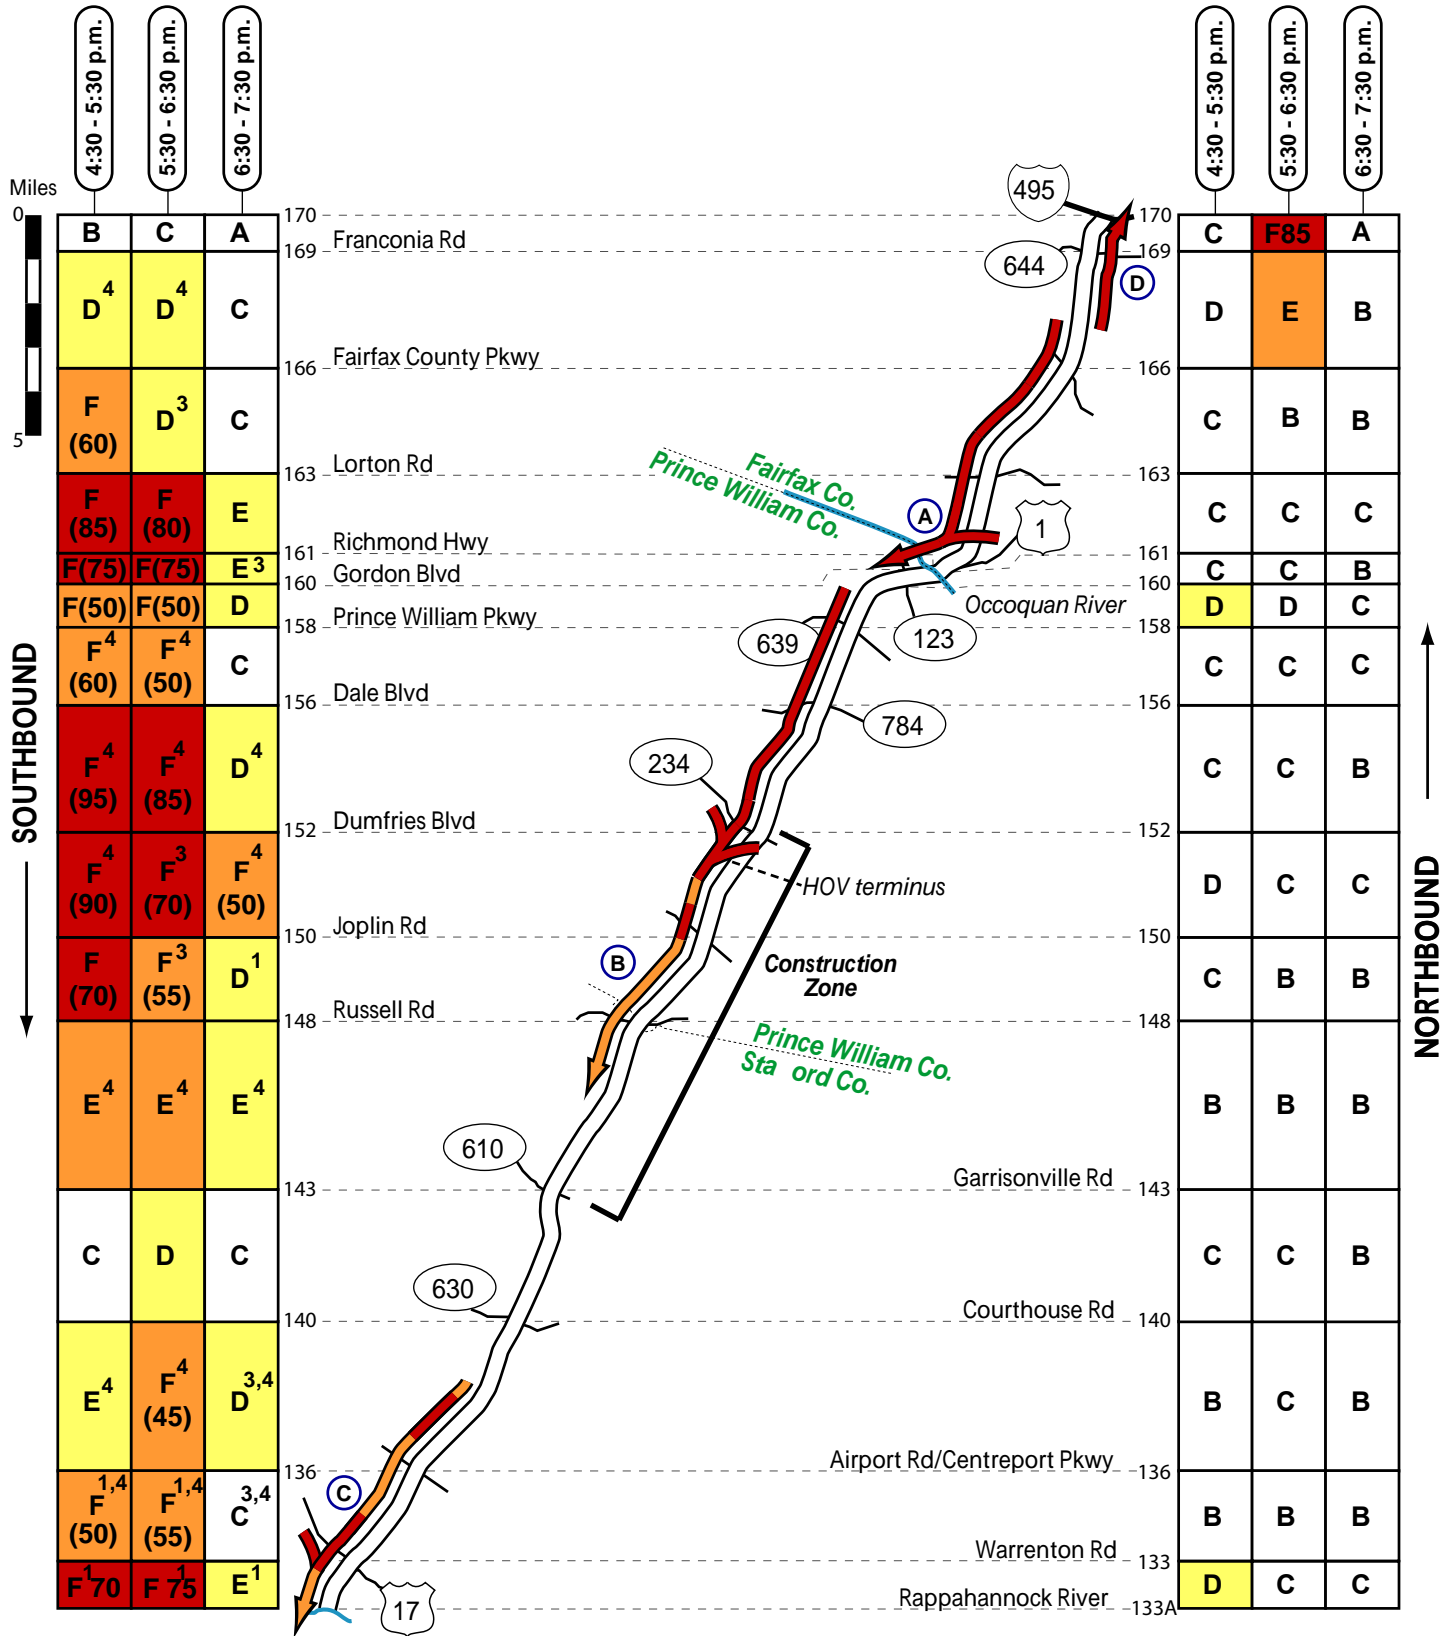 4:30 - 5:30 p.m.
5:30 - 6:30 p.m.
6:30 - 7:30 p.m.
4:30 - 5:30 p.m.
5:30 - 6:30 p.m.
6:30 - 7:30 p.m.
Miles
0
5
495
170
170
B C A
C F85 A
Franconia Rd
169
169
644
D
D4 D4 C
D E B
Fairfax County Pkwy
166
166
F (60) D3 C
C B B
Lorton Rd
163
163
Fairfax Co.
Prince William Co.
A
1
F (85) F (80) E
C C C
Richmond Hwy
161
161
F(75) F(75) E3
C C B
Gordon Blvd
160
160
F(50) F(50) D
D D C
Occoquan River
Prince William Pkwy
158
158
639
123
F4 (60) F4 (50) C
C C C
Dale Blvd
156
156
784
234
F4 (95) F4 (85) D4
C C B
Dumfries Blvd
152
152
HOV terminus
F4 (90) F3 (70) F4 (50)
D C C
Joplin Rd
150
150
B
Construction
Zone
F (70) F3 (55) D1
C B B
Russell Rd
148
148
Prince William Co.
Sta ord Co.
E4 E4 E4
B B B
610
Garrisonville Rd
143
143
C D C
C C B
630
Courthouse Rd
140
140
E4 F4 (45) D3,4
B C B
Airport Rd/Centreport Pkwy
136
136
C
F1,4 (50) F1,4 (55) C3,4
B B B
Warrenton Rd
133
133
F170 F175 E1
D C C
Rappahannock River
133A
17
SOUTHBOUND
NORTHBOUND